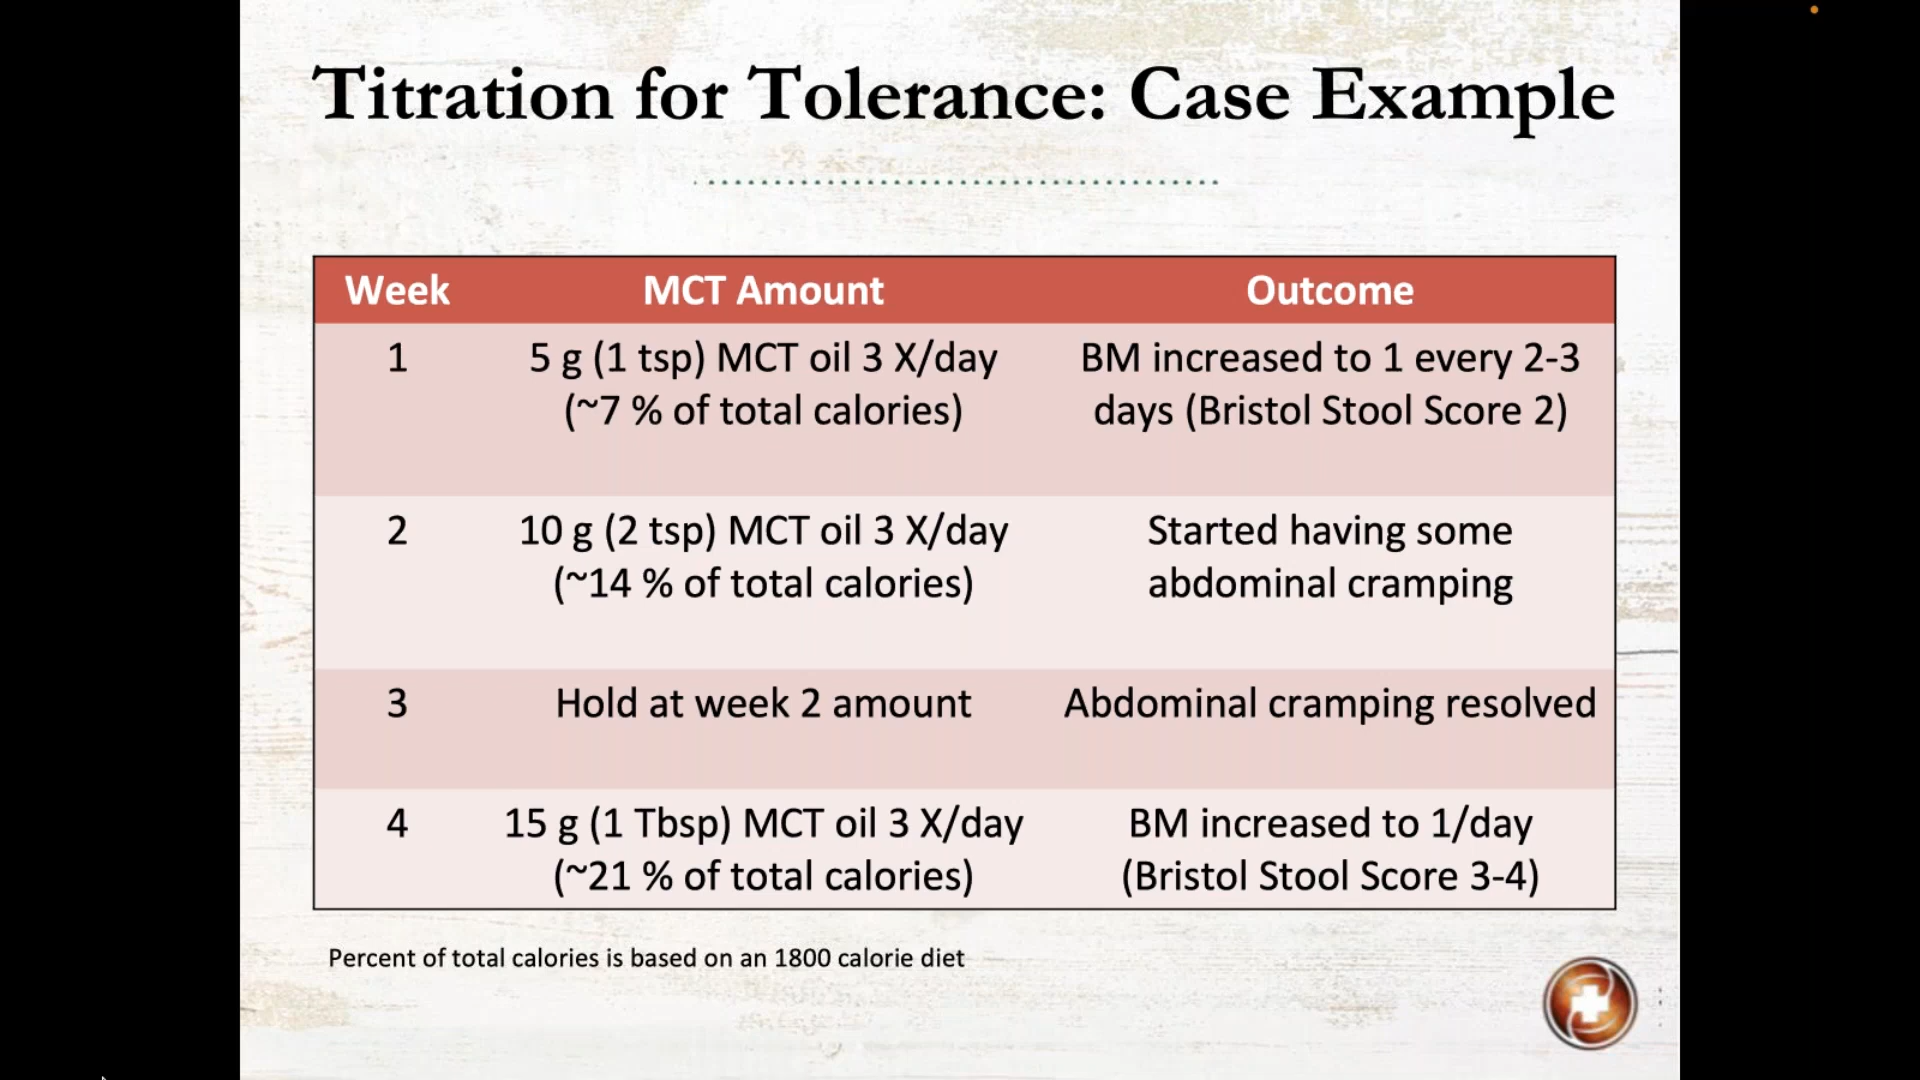 Titration for Tolerance: Case Example
Week MCT Amount Outcome
1 5 g (1 tsp) MCT oil 3 X/day BM increased to 1 every 2-3
(~7 % of total calories) days (Bristol Stool Score 2)
2 10 g (2 tsp) MCT oil 3 X/day Started having some
(~14 % of total calories) abdominal cramping
3 Hold at week 2 amount Abdominal cramping resolved
4 15 g (1 Tbsp) MCT oil 3 X/day BM increased to 1/day
(~21 % of total calories) (Bristol Stool Score 3-4)
Percent of total calories is based on an 1800 calorie diet